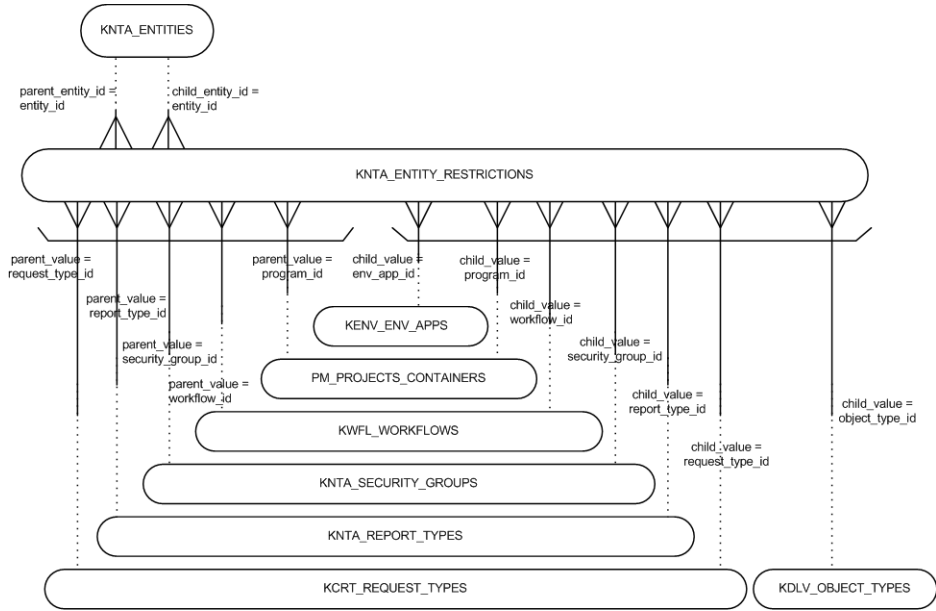 KNTA_ENTITIES
parent_entity_id =
entity_id
child_entity_id =
entity_id
KNTA_ENTITY_RESTRICTIONS
parent_value =
request_type_id
parent_value =
program_id
child_value =
env_app_id
child_value =
program_id
parent_value =
report_type_id
child_value =
workflow_id
KENV_ENV_APPS
parent_value =
security_group_id
child_value =
security_group_id
PM_PROJECTS_CONTAINERS
parent_value =
workflow_id
child_value =
report_type_id
child_value =
object_type_id
KWFL_WORKFLOWS
child_value =
request_type_id
KNTA_SECURITY_GROUPS
KNTA_REPORT_TYPES
KCRT_REQUEST_TYPES
KDLV_OBJECT_TYPES